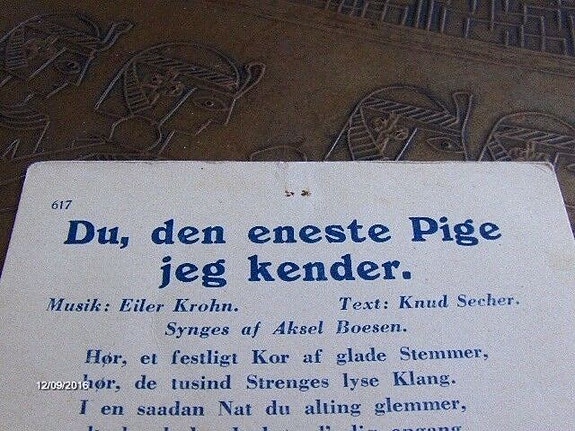 617
Du, den eneste Pige
jeg kender.
Musik: Eiler Krohn. Text: Knud Secher.
Synges af Aksel Boesen.
Hør, et festligt Kor af glade Stemmer,
hør, de tusind Strenges lyse Klang.
12/09/2016
I en saadan Nat du alting glemmer,